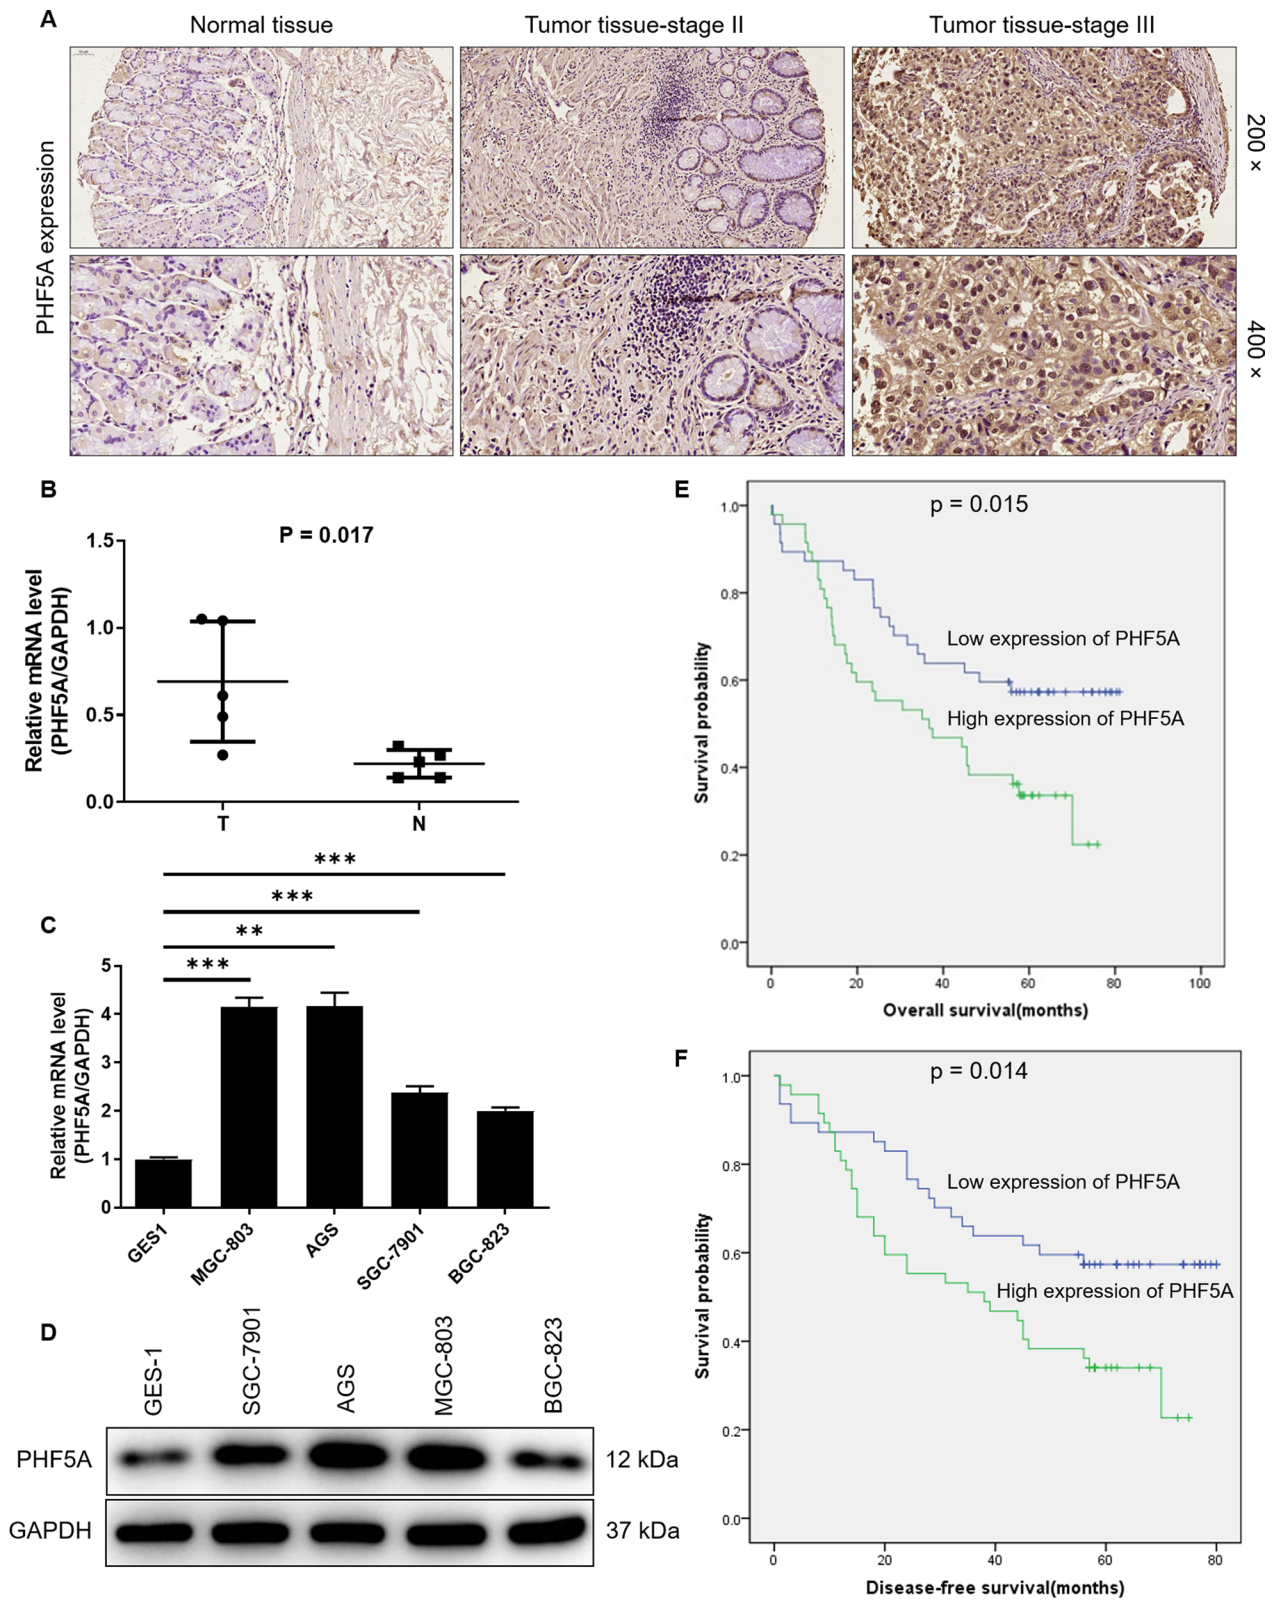 A
Normal tissue
Tumor tissue-stage II
Tumor tissue-stage III
PHF5A expression
200 ×
400 ×
B
P = 0.017
Relative mRNA level
(PHF5A/GAPDH)
1.5
1.0
0.5
0.0
T
N
C
***
***
**
***
Relative mRNA level
(PHF5A/GAPDH)
5
4
3
2
1
0
GES1
MGC-803
AGS
SGC-7901
BGC-823
D
GES-1
SGC-7901
AGS
MGC-803
BGC-823
PHF5A
12 kDa
GAPDH
37 kDa
E
p = 0.015
Survival probability
1.0
0.8
0.6
0.4
0.2
0.0
Low expression of PHF5A
High expression of PHF5A
0
20
40
60
80
100
Overall survival(months)
F
p = 0.014
Survival probability
1.0
0.8
0.6
0.4
0.2
0.0
Low expression of PHF5A
High expression of PHF5A
0
20
40
60
80
Disease-free survival(months)